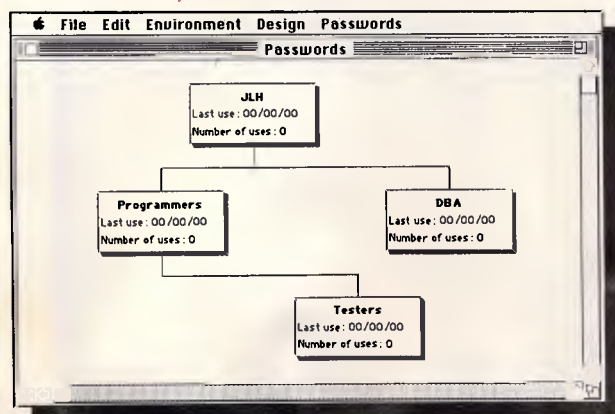 File Edit Environment Design Passwords
Passwords
JLH
Last use : 00/00/00
Number of uses : 0
Programmers
Last use : 00/00/00
Number of uses : 0
DBA
Last use : 00/00/00
Number of uses : 0
Testers
Last use : 00/00/00
Number of uses : 0